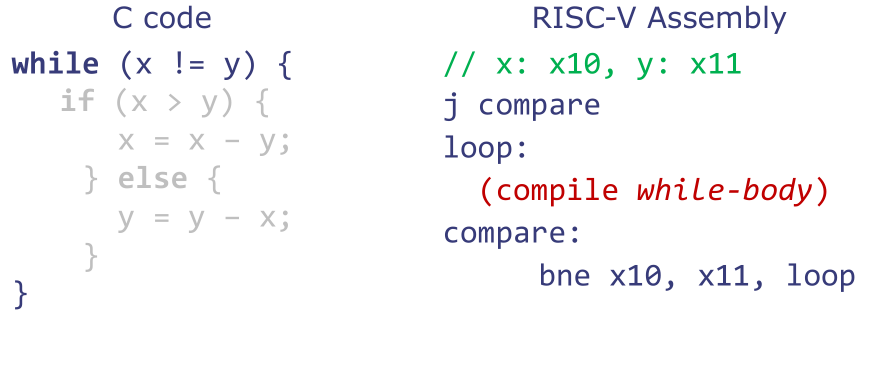 C code
while (x != y) {
if (x > y) {
x = x – y;
} else {
y = y – x;
}
}
RISC-V Assembly
// x: x10, y: x11
j compare
loop:
(compile while-body)
compare:
bne x10, x11, loop